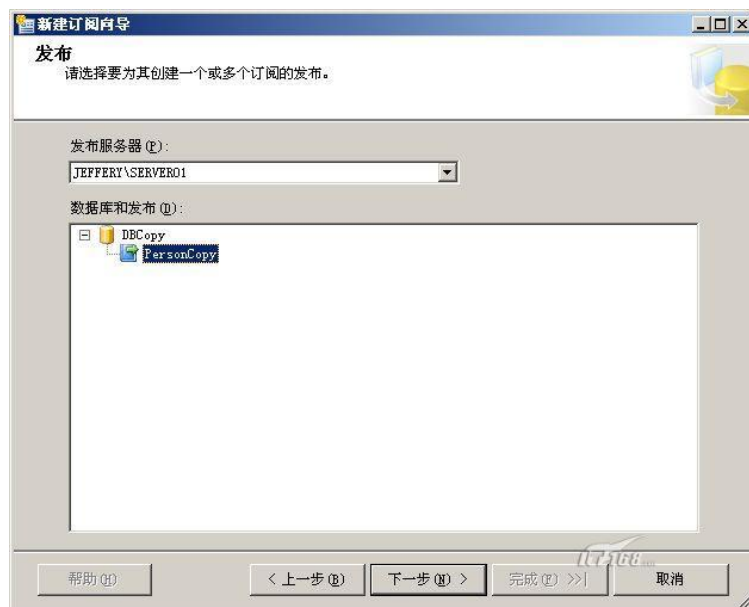 新建订阅向导
发布
请选择要为其创建一个或多个订阅的发布。
发布服务器(P):
JEFFERY\SERVER01
数据库和发布(D):
DBCopy
PersonCopy
IT168
帮助(H)
< 上一步(B)
下一步(N) >
完成(F) >>|
取消